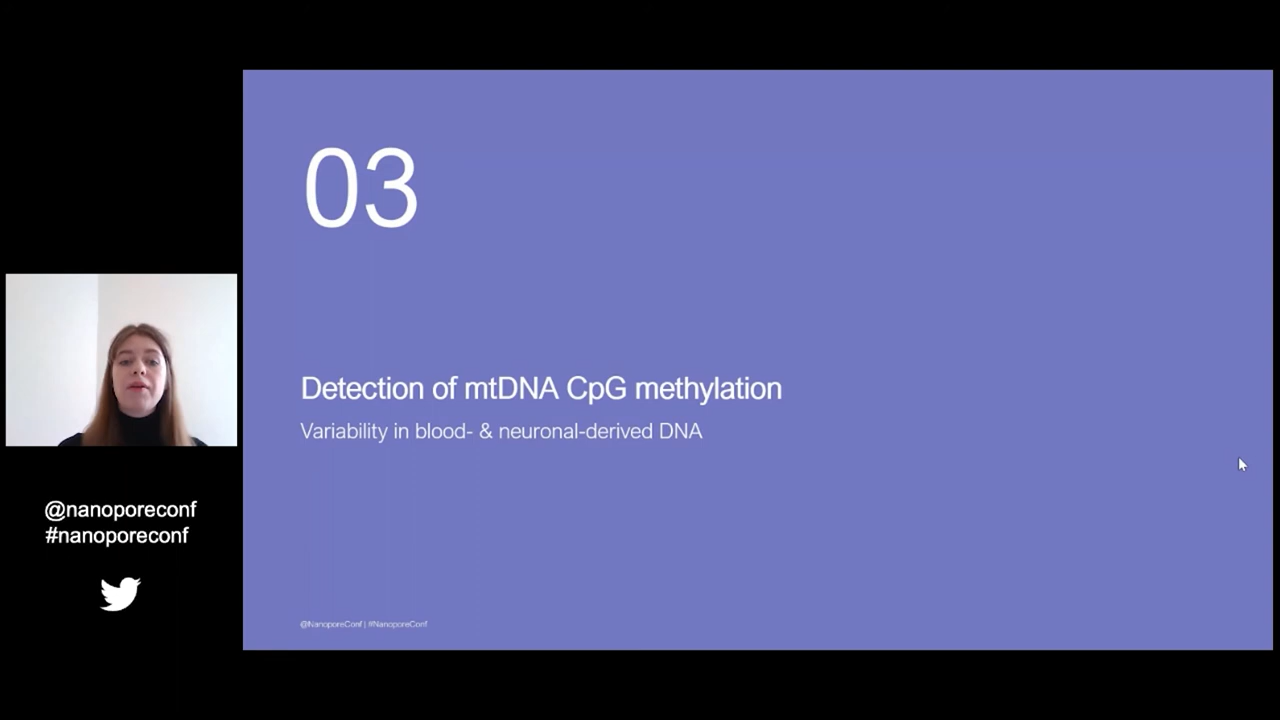 03
Detection of mtDNA CpG methylation
Variability in blood- & neuronal-derived DNA
@nanoporeconf
#nanoporeconf
@NanoporeConf | #NanoporeConf